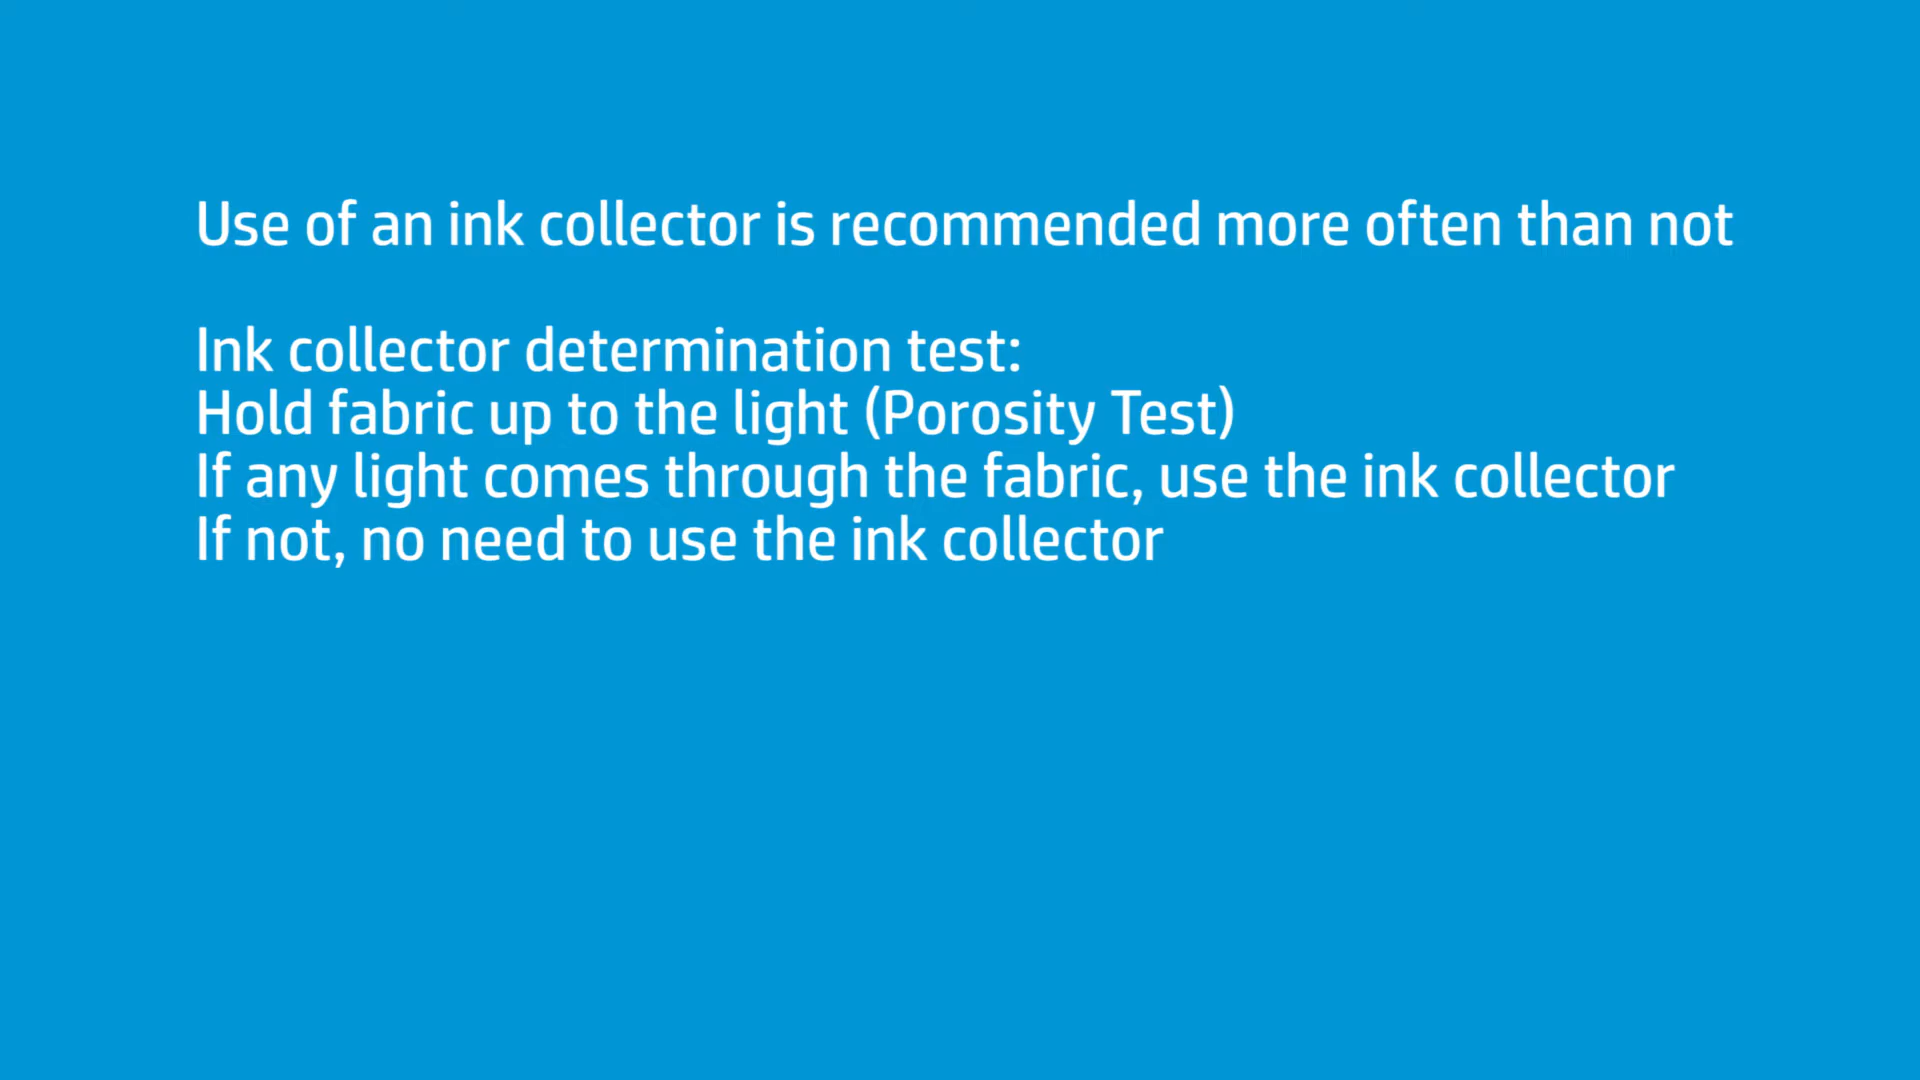 Use of an ink collector is recommended more often than not
Ink collector determination test:
Hold fabric up to the light (Porosity Test)
If any light comes through the fabric, use the ink collector
If not, no need to use the ink collector